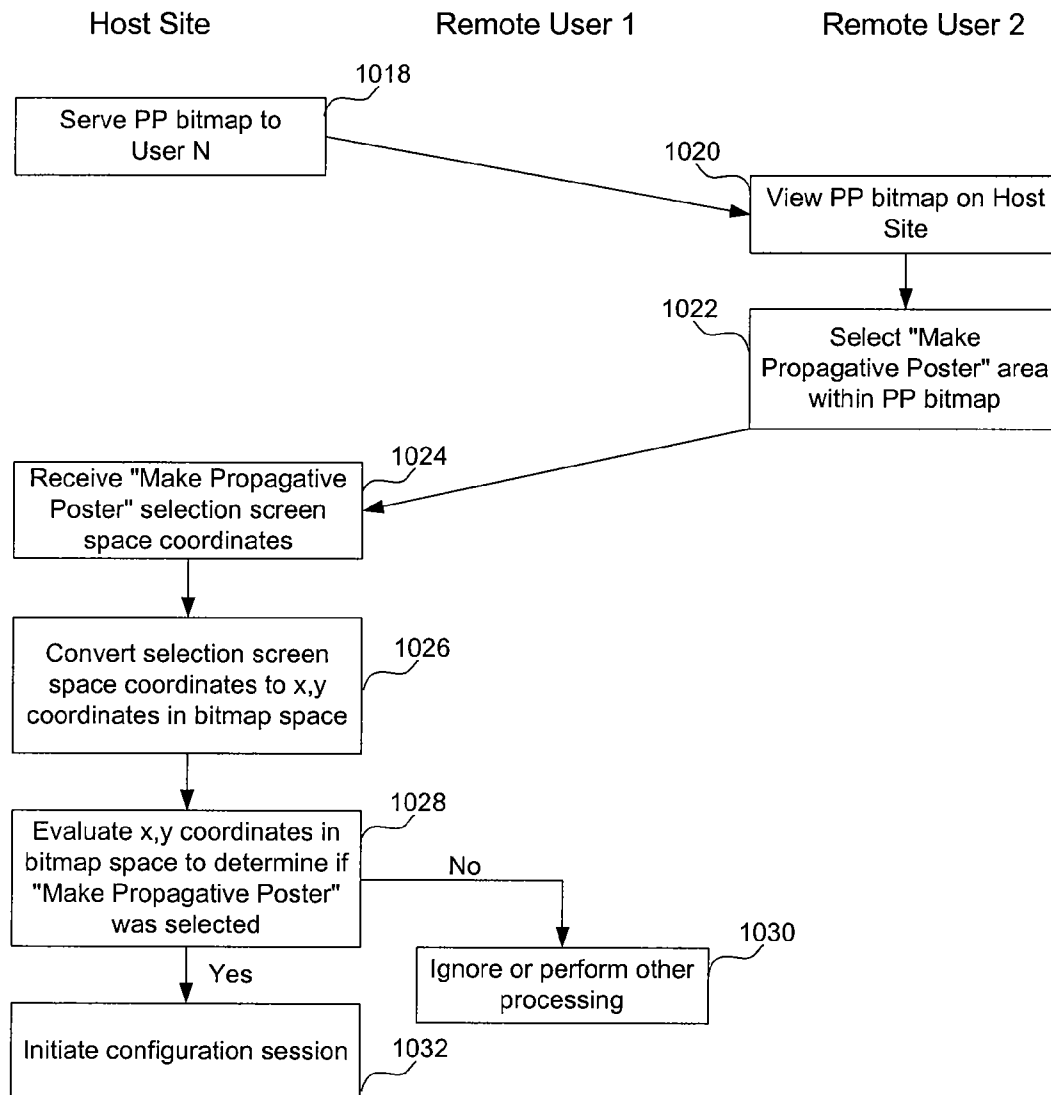 Host Site
Remote User 1
Remote User 2
1018
Serve PP bitmap to
User N
1020
View PP bitmap on Host
Site
1022
Select "Make
Propagative Poster" area
within PP bitmap
1024
Receive "Make Propagative
Poster" selection screen
space coordinates
1026
Convert selection screen
space coordinates to x,y
coordinates in bitmap space
1028
Evaluate x,y coordinates in
bitmap space to determine if
"Make Propagative Poster"
was selected
No
1030
Ignore or perform other
processing
Yes
Initiate configuration session
1032